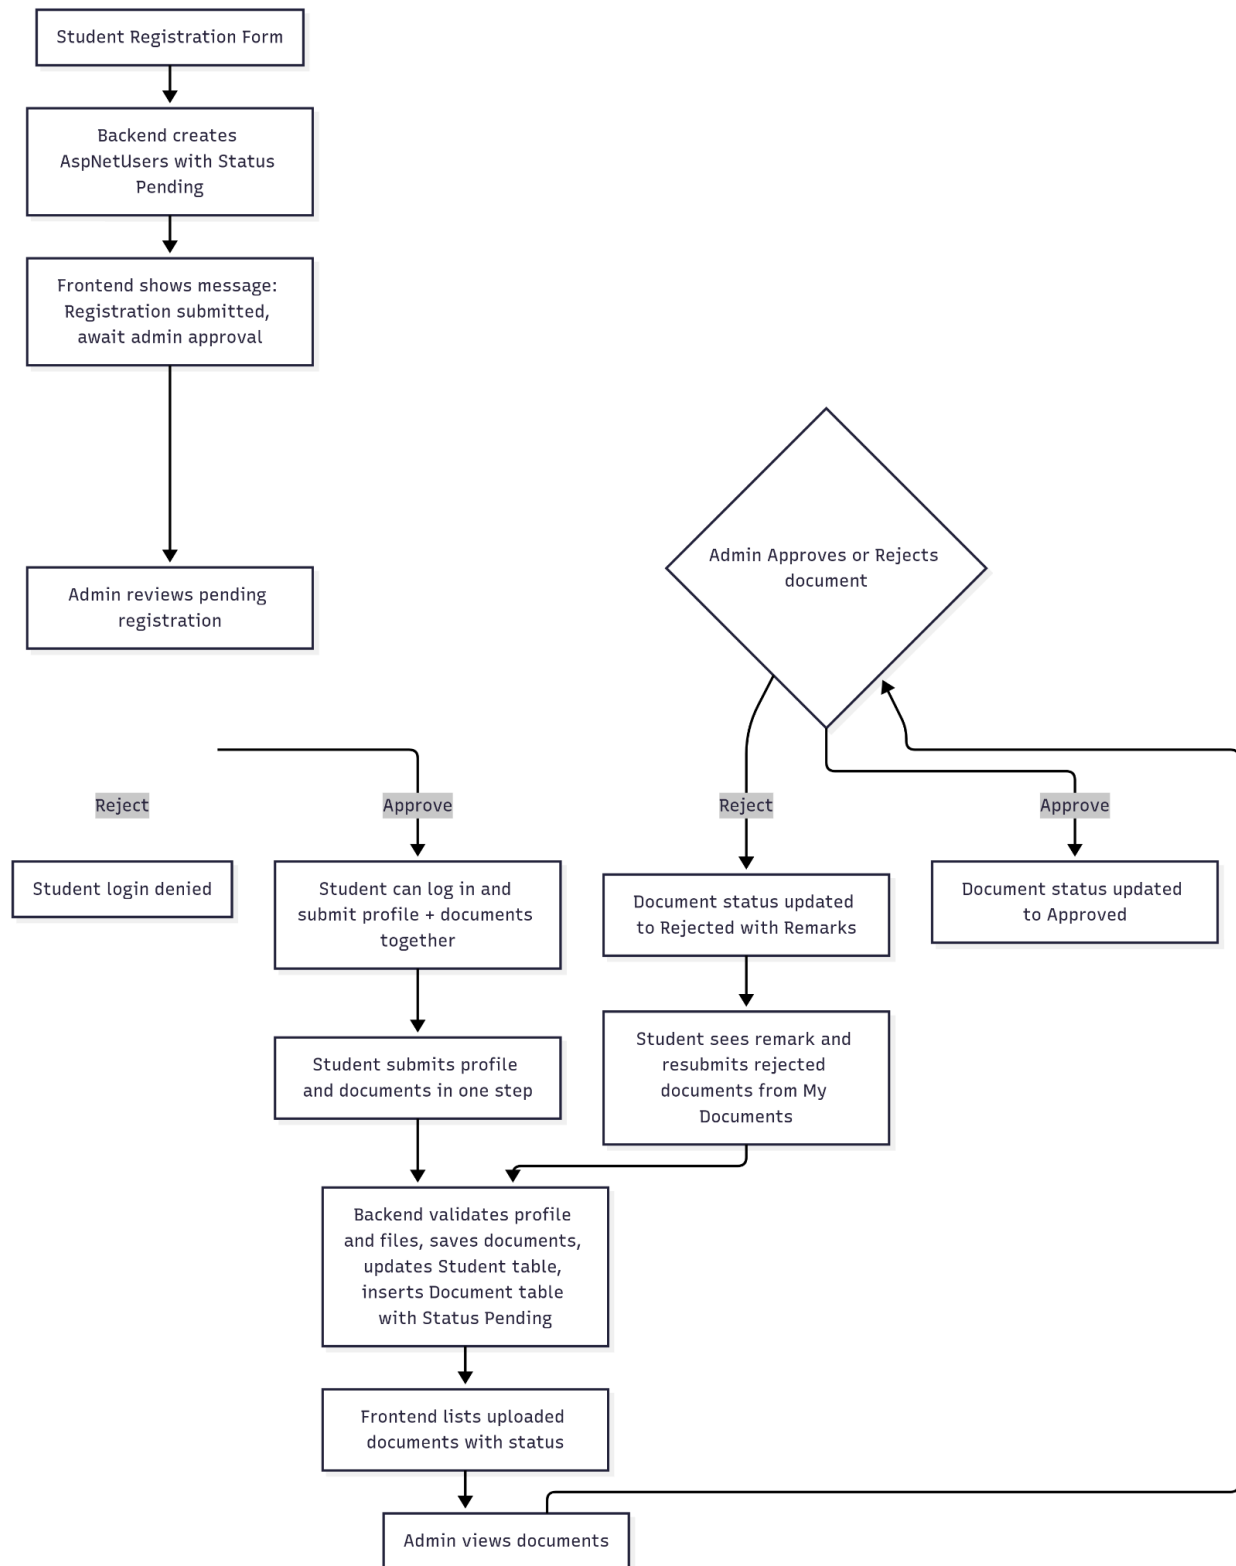 Student Registration Form
Backend creates
AspNetUsers with Status
Pending
Frontend shows message:
Registration submitted,
await admin approval
Admin reviews pending
registration
Admin Approves or Rejects
document
Reject
Approve
Reject
Approve
Student login denied
Student can log in and
submit profile + documents
together
Document status updated
to Rejected with Remarks
Document status updated
to Approved
Student submits profile
and documents in one step
Student sees remark and
resubmits rejected
documents from My
Documents
Backend validates profile
and files, saves documents,
updates Student table,
inserts Document table
with Status Pending
Frontend lists uploaded
documents with status
Admin views documents